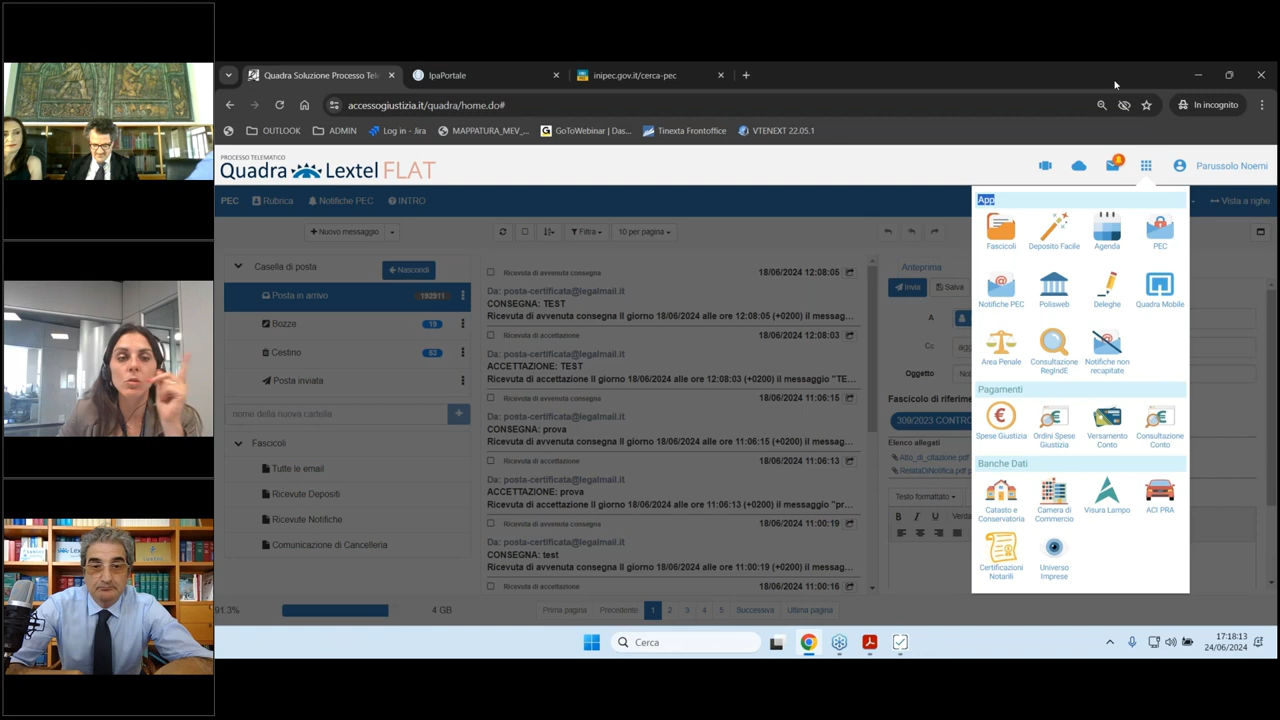 Quadra Soluzione Processo Tele
IpaPortale
inipec.gov.it/cerca-pec
accessogiustizia.it/quadra/home.do#
In incognito
OUTLOOK
ADMIN
Log in - Jira
MAPPATURA_MEV_...
GoToWebinar | Das...
Tinexta Frontoffice
VTENEXT 22.05.1
PROCESSO TELEMATICO
Quadra Lextel FLAT
8
Parussolo Noemi
PEC
Rubrica
Notifiche PEC
INTRO
Vista a righe
Nuovo messaggio
Filtra
10 per pagina
Casella di posta
Nascondi
Posta in arrivo
182911
Bozze
19
Cestino
63
Posta inviata
nome della nuova cartella
Fascicoli
Tutte le email
Ricevute Depositi
Ricevute Notifiche
Comunicazione di Cancelleria
91.3%
4 GB
Ricevuta di avvenuta consegna
18/06/2024 alle 12:08:05
Da: posta-certificata@legalmail.it
CONSEGNA: TEST
Ricevuta di avvenuta consegna Il giorno 18/06/2024 alle ore 12:08:05 (+0200) il messag...
Ricevuta di accettazione
18/06/2024 12:08:03
Da: posta-certificata@legalmail.it
ACCETTAZIONE: TEST
Ricevuta di accettazione Il giorno 18/06/2024 alle ore 12:08:03 (+0200) il messaggio "TE...
Ricevuta di avvenuta consegna
18/06/2024 11:06:15
Da: posta-certificata@legalmail.it
CONSEGNA: prova
Ricevuta di avvenuta consegna Il giorno 18/06/2024 alle ore 11:06:15 (+0200) il messag...
Ricevuta di accettazione
18/06/2024 11:06:13
Da: posta-certificata@legalmail.it
ACCETTAZIONE: prova
Ricevuta di accettazione Il giorno 18/06/2024 alle ore 11:06:13 (+0200) il messaggio "pr...
Ricevuta di avvenuta consegna
18/06/2024 11:00:19
Da: posta-certificata@legalmail.it
CONSEGNA: test
Ricevuta di avvenuta consegna Il giorno 18/06/2024 alle ore 11:00:19 (+0200) il messag...
Ricevuta di accettazione
18/06/2024 11:00:16
Prima pagina
Precedente
1
2
3
4
5
Successiva
Ultima pagina
Anteprima
Invia
Salva
A
Cc
Oggetto
Fascicolo di riferime
309/2023 CONTRO
Elenco allegati
Atto_di_citazione.pdf
RelataDiNotifica.pdf.p
Testo formattato
B I U Verda
App
Fascicoli
Deposito Facile
Agenda
PEC
Notifiche PEC
Polisweb
Deleghe
Quadra Mobile
Area Penale
Consultazione RegIndE
Notifiche non recapitate
Pagamenti
Spese Giustizia
Ordini Spese Giustizia
Versamento Conto
Consultazione Conto
Banche Dati
Catasto e Conservatoria
Camera di Commercio
Visura Lampo
ACI PRA
Certificazioni Notarili
Universo Imprese
Cerca
17:18:13
24/06/2024